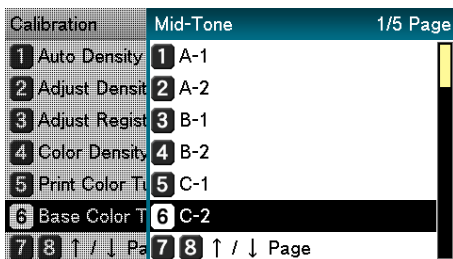 Calibration
1 Auto Density
2 Adjust Densit
3 Adjust Regist
4 Color Density
5 Print Color Tu
6 Base Color T
7 8 ↑ / ↓ Pa
Mid-Tone 1/5 Page
1 A-1
2 A-2
3 B-1
4 B-2
5 C-1
6 C-2
7 8 ↑ / ↓ Page